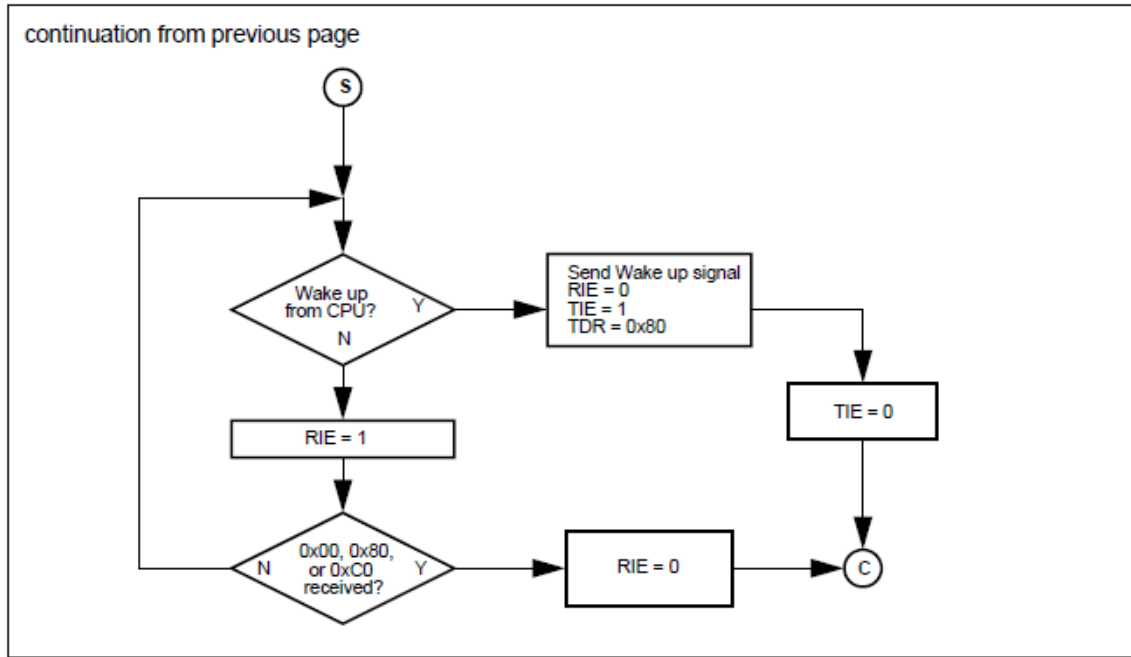 continuation from previous page
S
Wake up
from CPU?
Y
N
Send Wake up signal
RIE = 0
TIE = 1
TDR = 0x80
TIE = 0
RIE = 1
0x00, 0x80,
or 0xC0
received?
N
Y
RIE = 0
C